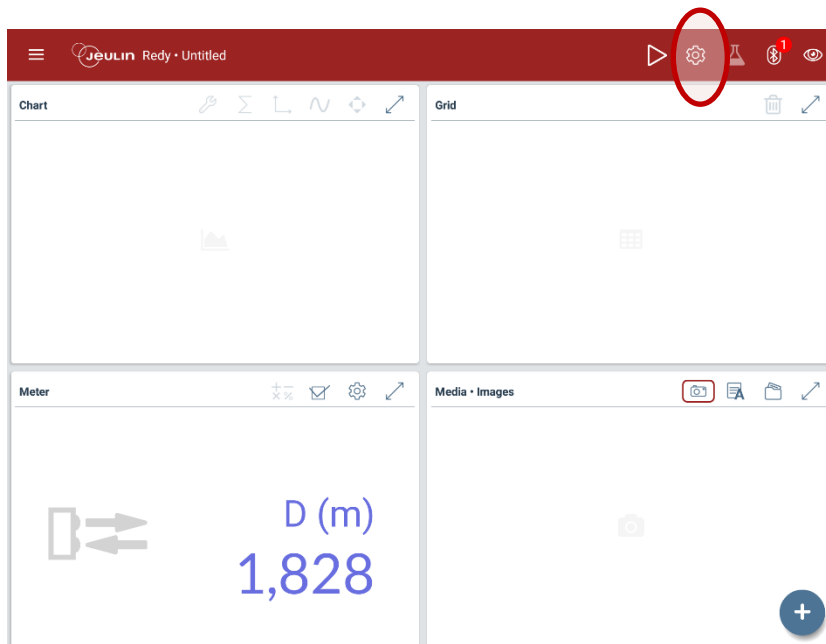 Jeulin Redy • Untitled
1
Chart
Grid
Meter
Media • Images
D (m)
1,828